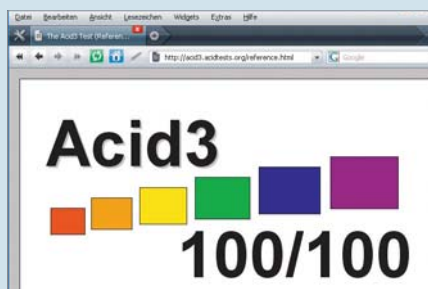 Datei Bearbeiten Ansicht Lesezeichen Widgets Extras Hilfe
The Acid3 Test (Referen...
http://acid3.acidtests.org/reference.html Google
Acid3
100/100